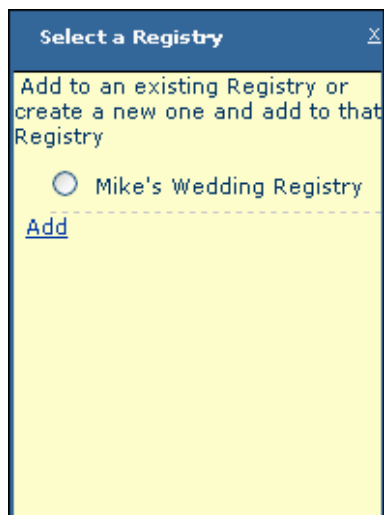 Select a Registry X
Add to an existing Registry or
create a new one and add to that
Registry
Mike's Wedding Registry
Add